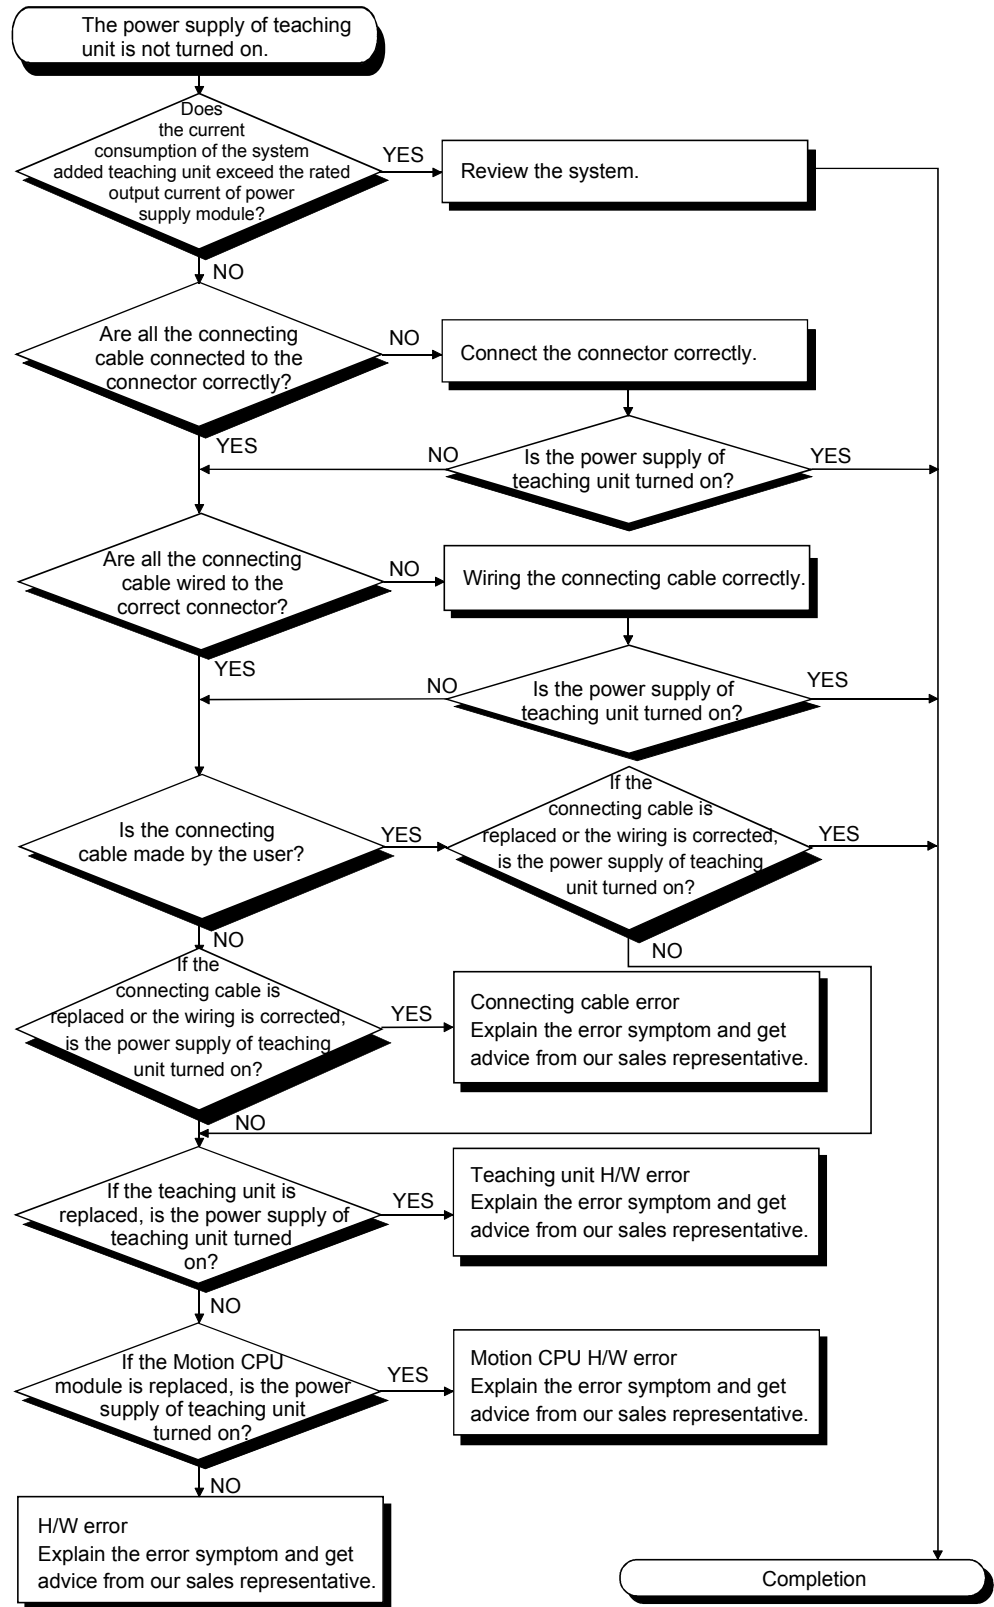 The power supply of teaching
unit is not turned on.
Does
the current
consumption of the system
added teaching unit exceed the rated
output current of power
supply module?
YES
Review the system.
NO
Are all the connecting
cable connected to the
connector correctly?
NO
Connect the connector correctly.
YES
NO
Is the power supply of
teaching unit turned on?
YES
Are all the connecting
cable wired to the
correct connector?
NO
Wiring the connecting cable correctly.
YES
NO
Is the power supply of
teaching unit turned on?
YES
Is the connecting
cable made by the user?
YES
If the
connecting cable is
replaced or the wiring is corrected,
is the power supply of teaching
unit turned on?
YES
NO
NO
If the
connecting cable is
replaced or the wiring is corrected,
is the power supply of teaching
unit turned on?
YES
Connecting cable error
Explain the error symptom and get
advice from our sales representative.
NO
If the teaching unit is
replaced, is the power supply of
teaching unit turned
on?
YES
Teaching unit H/W error
Explain the error symptom and get
advice from our sales representative.
NO
If the Motion CPU
module is replaced, is the power
supply of teaching unit
turned on?
YES
Motion CPU H/W error
Explain the error symptom and get
advice from our sales representative.
NO
H/W error
Explain the error symptom and get
advice from our sales representative.
Completion